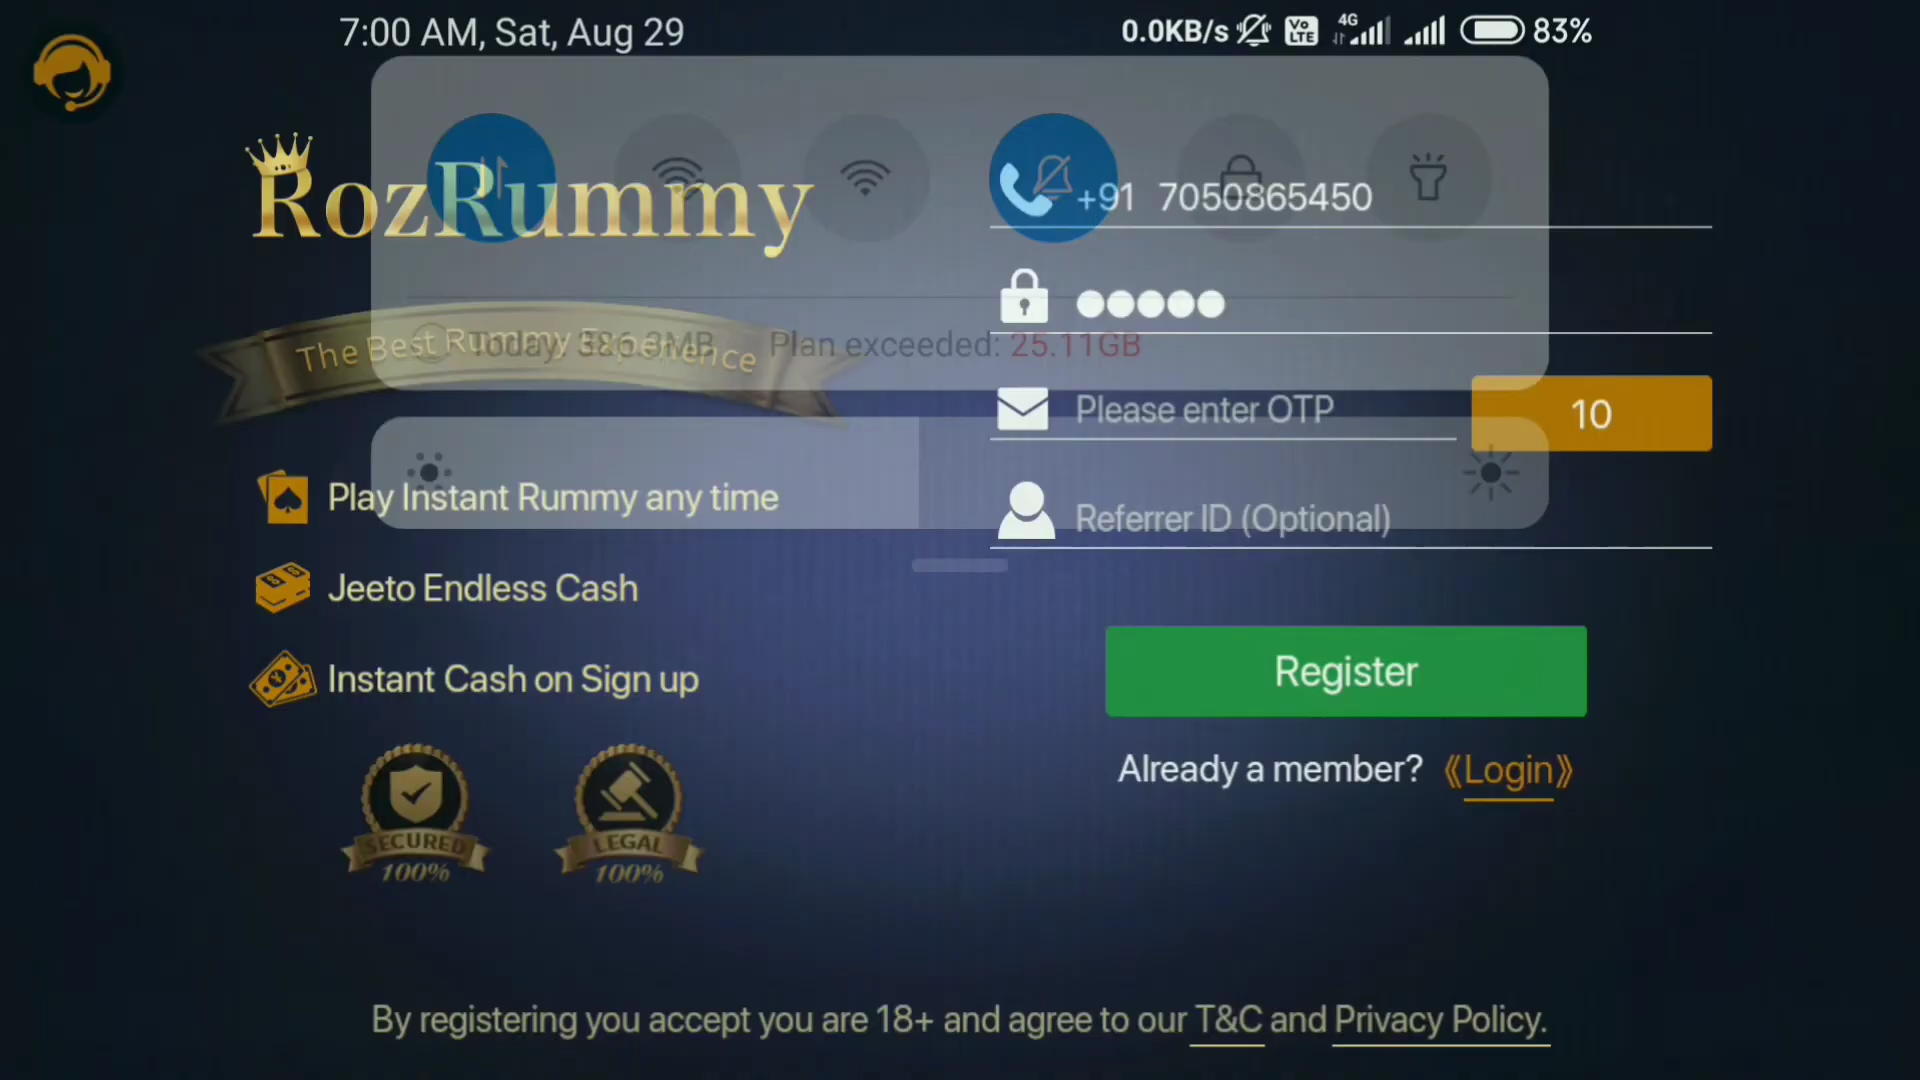 7:00 AM, Sat, Aug 29
0.0KB/s
Vo LTE
4G
83%
RozRummy
+91 7050865450
The Best Rummy Experience
Today: 386.3MB
Plan exceeded: 25.11GB
Please enter OTP
10
Play Instant Rummy any time
Referrer ID (Optional)
Jeeto Endless Cash
Instant Cash on Sign up
Register
Already a member? 《Login》
SECURED
100%
LEGAL
100%
By registering you accept you are 18+ and agree to our T&C and Privacy Policy.